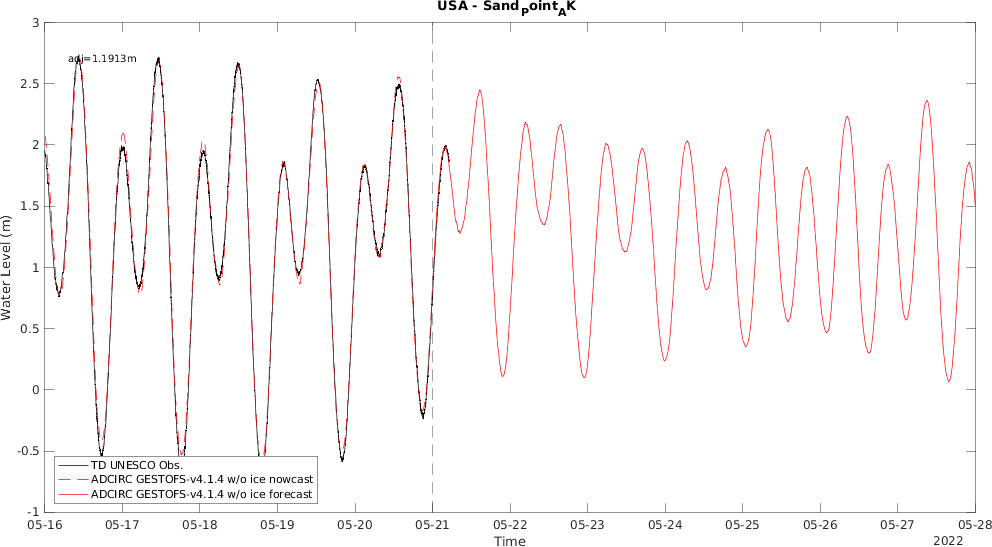 USA - SandPointAK
adj=1.1913m
3
2.5
2
1.5
1
0.5
0
-0.5
-1
Water Level (m)
TD UNESCO Obs.
ADCIRC GESTOFS-v4.1.4 w/o ice nowcast
ADCIRC GESTOFS-v4.1.4 w/o ice forecast
05-16 05-17 05-18 05-19 05-20 05-21 05-22 05-23 05-24 05-25 05-26 05-27 05-28
Time
2022